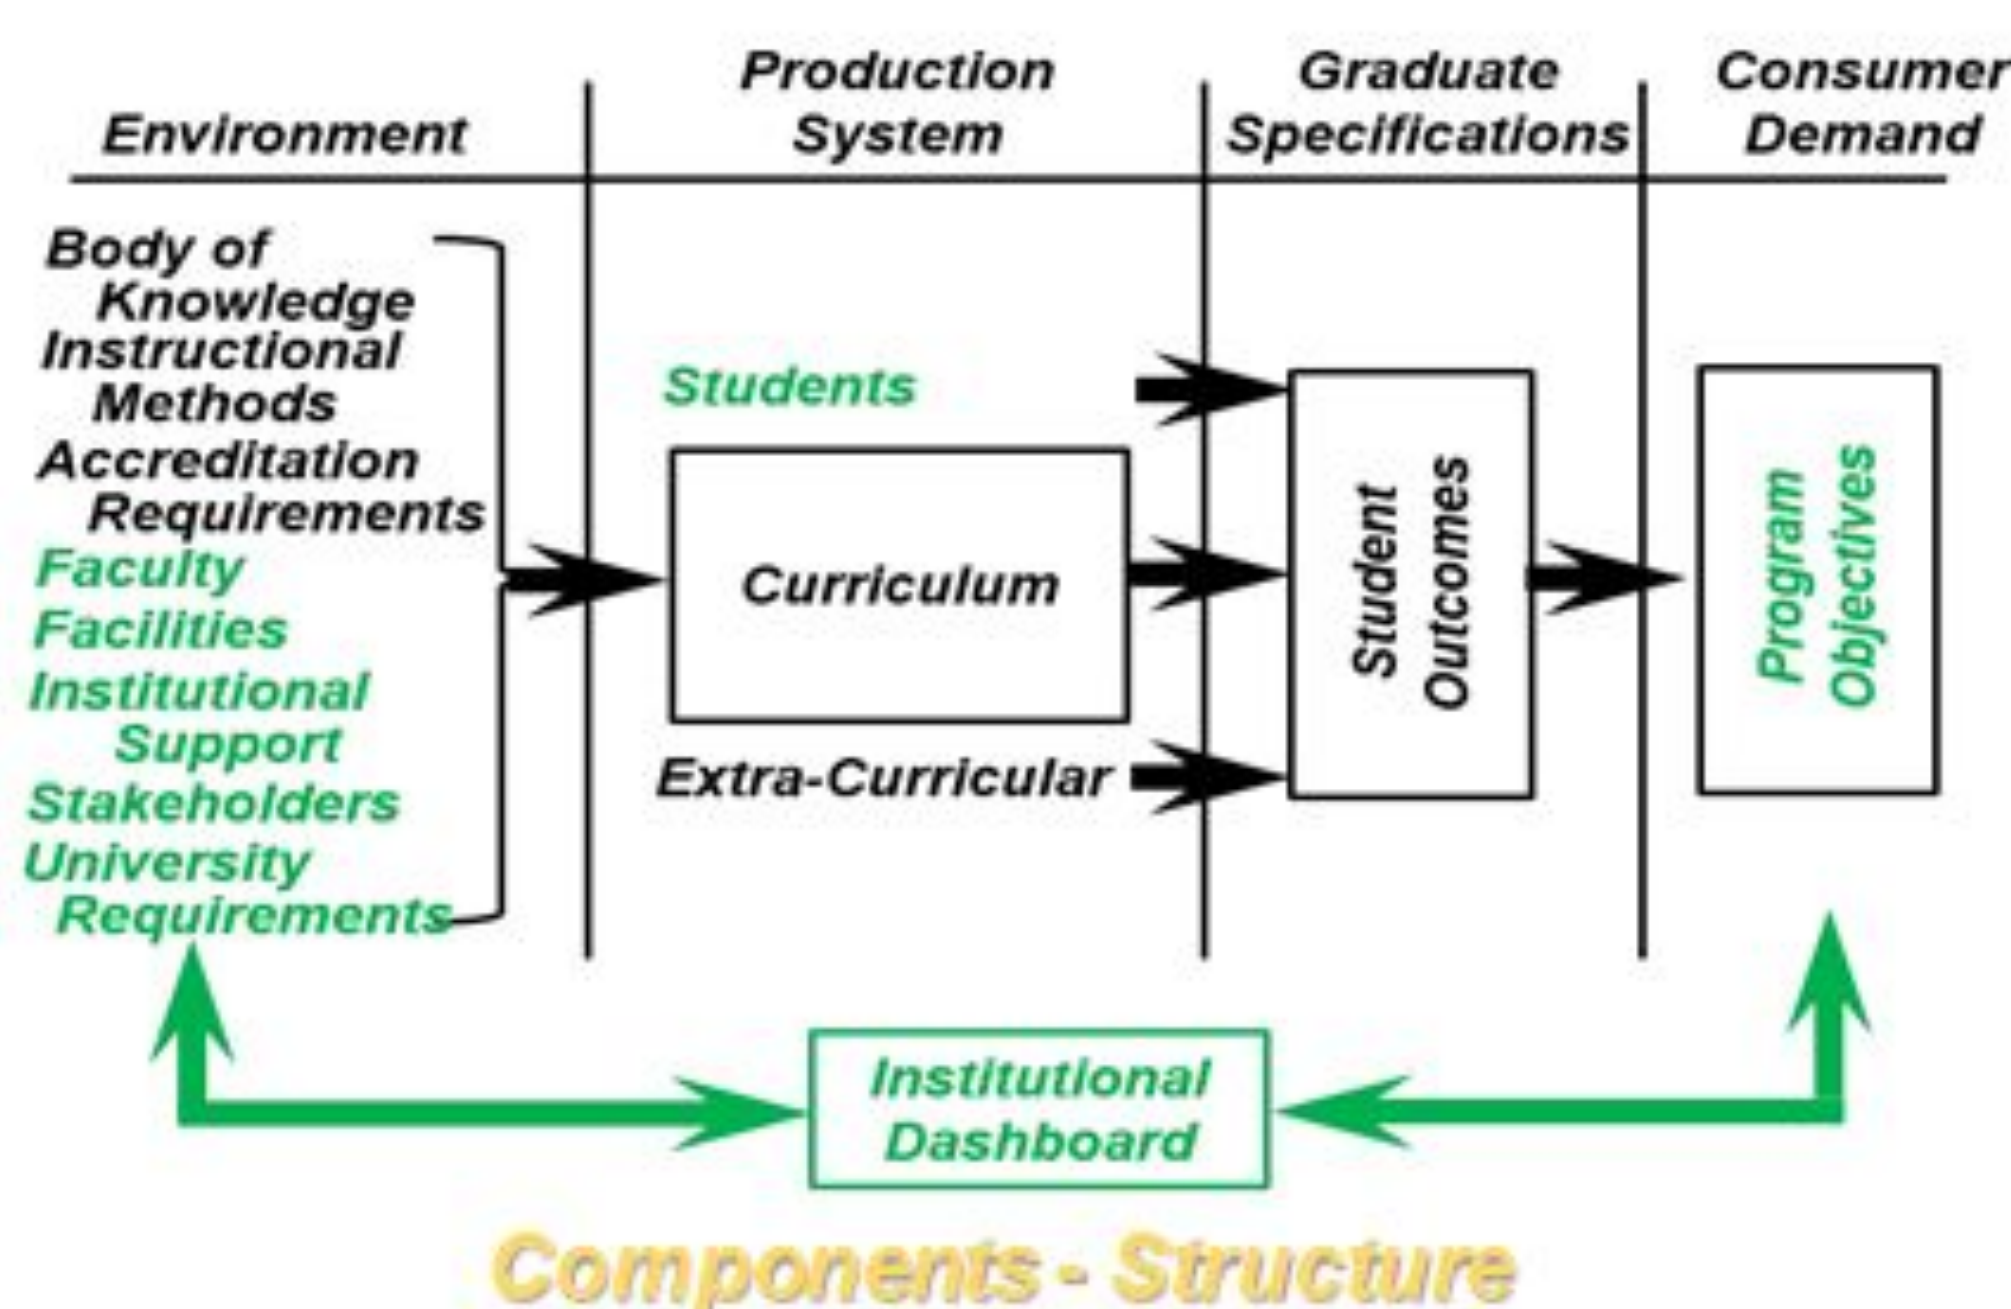 Environment
Production
System
Graduate
Specifications
Consumer
Demand
Body of
Knowledge
Instructional
Methods
Accreditation
Requirements
Faculty
Facilities
Institutional
Support
Stakeholders
University
Requirements
Students
Curriculum
Extra-Curricular
Student
Outcomes
Program
Objectives
Institutional
Dashboard
Components - Structure